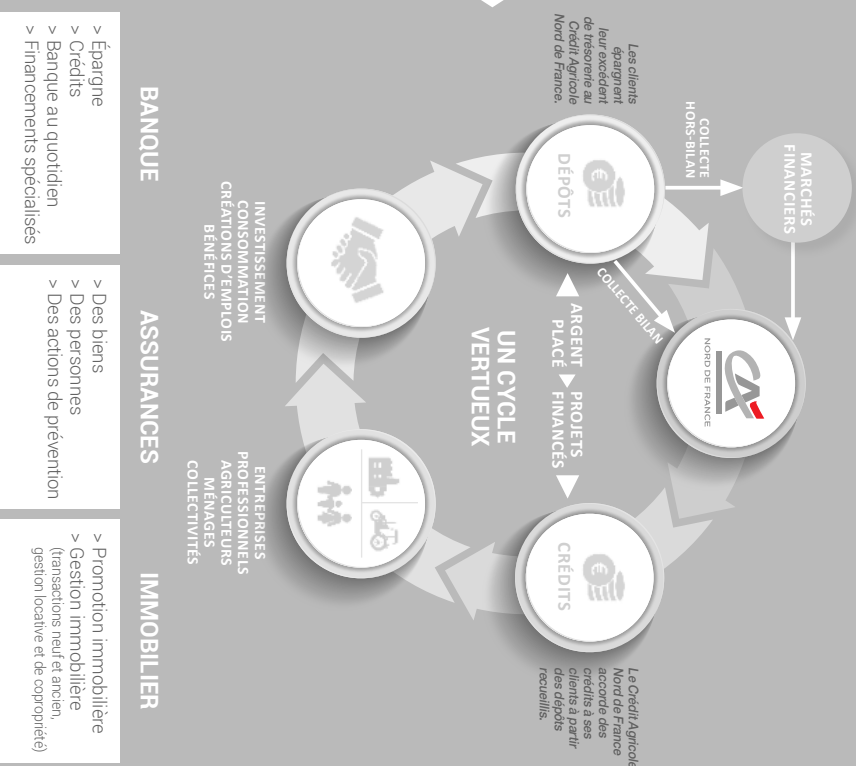 MARCHÉS
FINANCIERS
COLLECTE
HORS-BILAN
NORD DE FRANCE
Les clients
épargnent
leur excédent
de trésorerie au
Crédit Agricole
Nord de France.
DÉPÔTS
COLLECTE BILAN
CRÉDITS
Le Crédit Agricole
Nord de France
accorde des
crédits à ses
clients à partir
des dépôts
recueillis.
ARGENT PROJETS
PLACÉ FINANCÉS
UN CYCLE
VERTUEUX
INVESTISSEMENT
CONSOMMATION
CRÉATIONS D'EMPLOIS
BÉNÉFICES
ENTREPRISES
PROFESSIONNELS
AGRICULTEURS
MÉNAGES
COLLECTIVITÉS
BANQUE
> Épargne
> Crédits
> Banque au quotidien
> Financements spécialisés
ASSURANCES
> Des biens
> Des personnes
> Des actions de prévention
IMMOBILIER
> Promotion immobilière
> Gestion immobilière
(transactions neuf et ancien,
gestion locative et de copropriété)